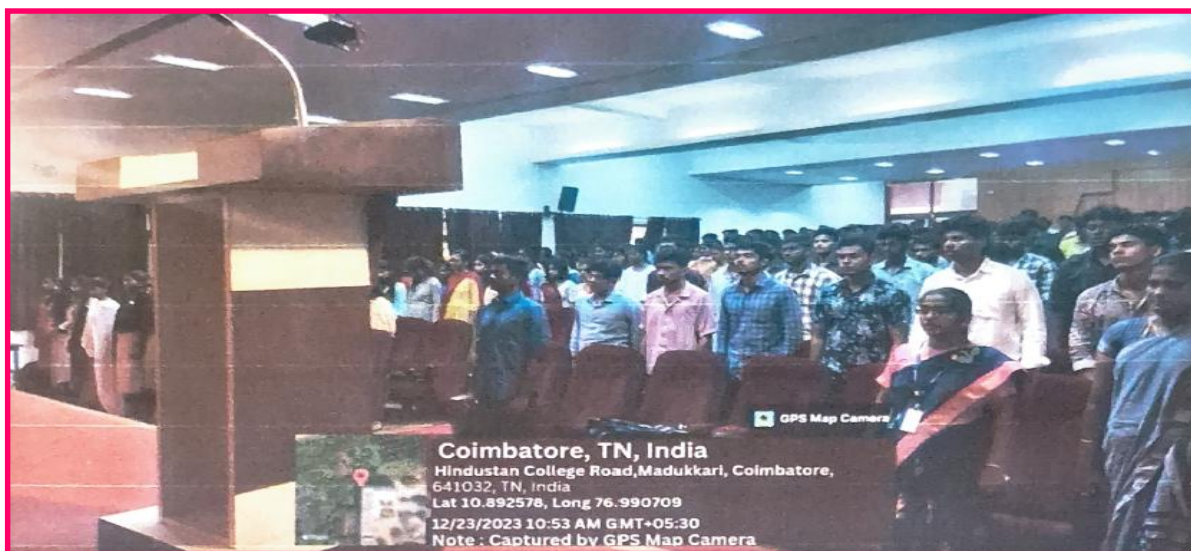 GPS Map Camera
Coimbatore, TN, India
Hindustan College Road,Madukkari, Coimbatore,
641032, TN, India
Lat 10.892578, Long 76.990709
12/23/2023 10:53 AM GMT+05:30
Note : Captured by GPS Map Camera